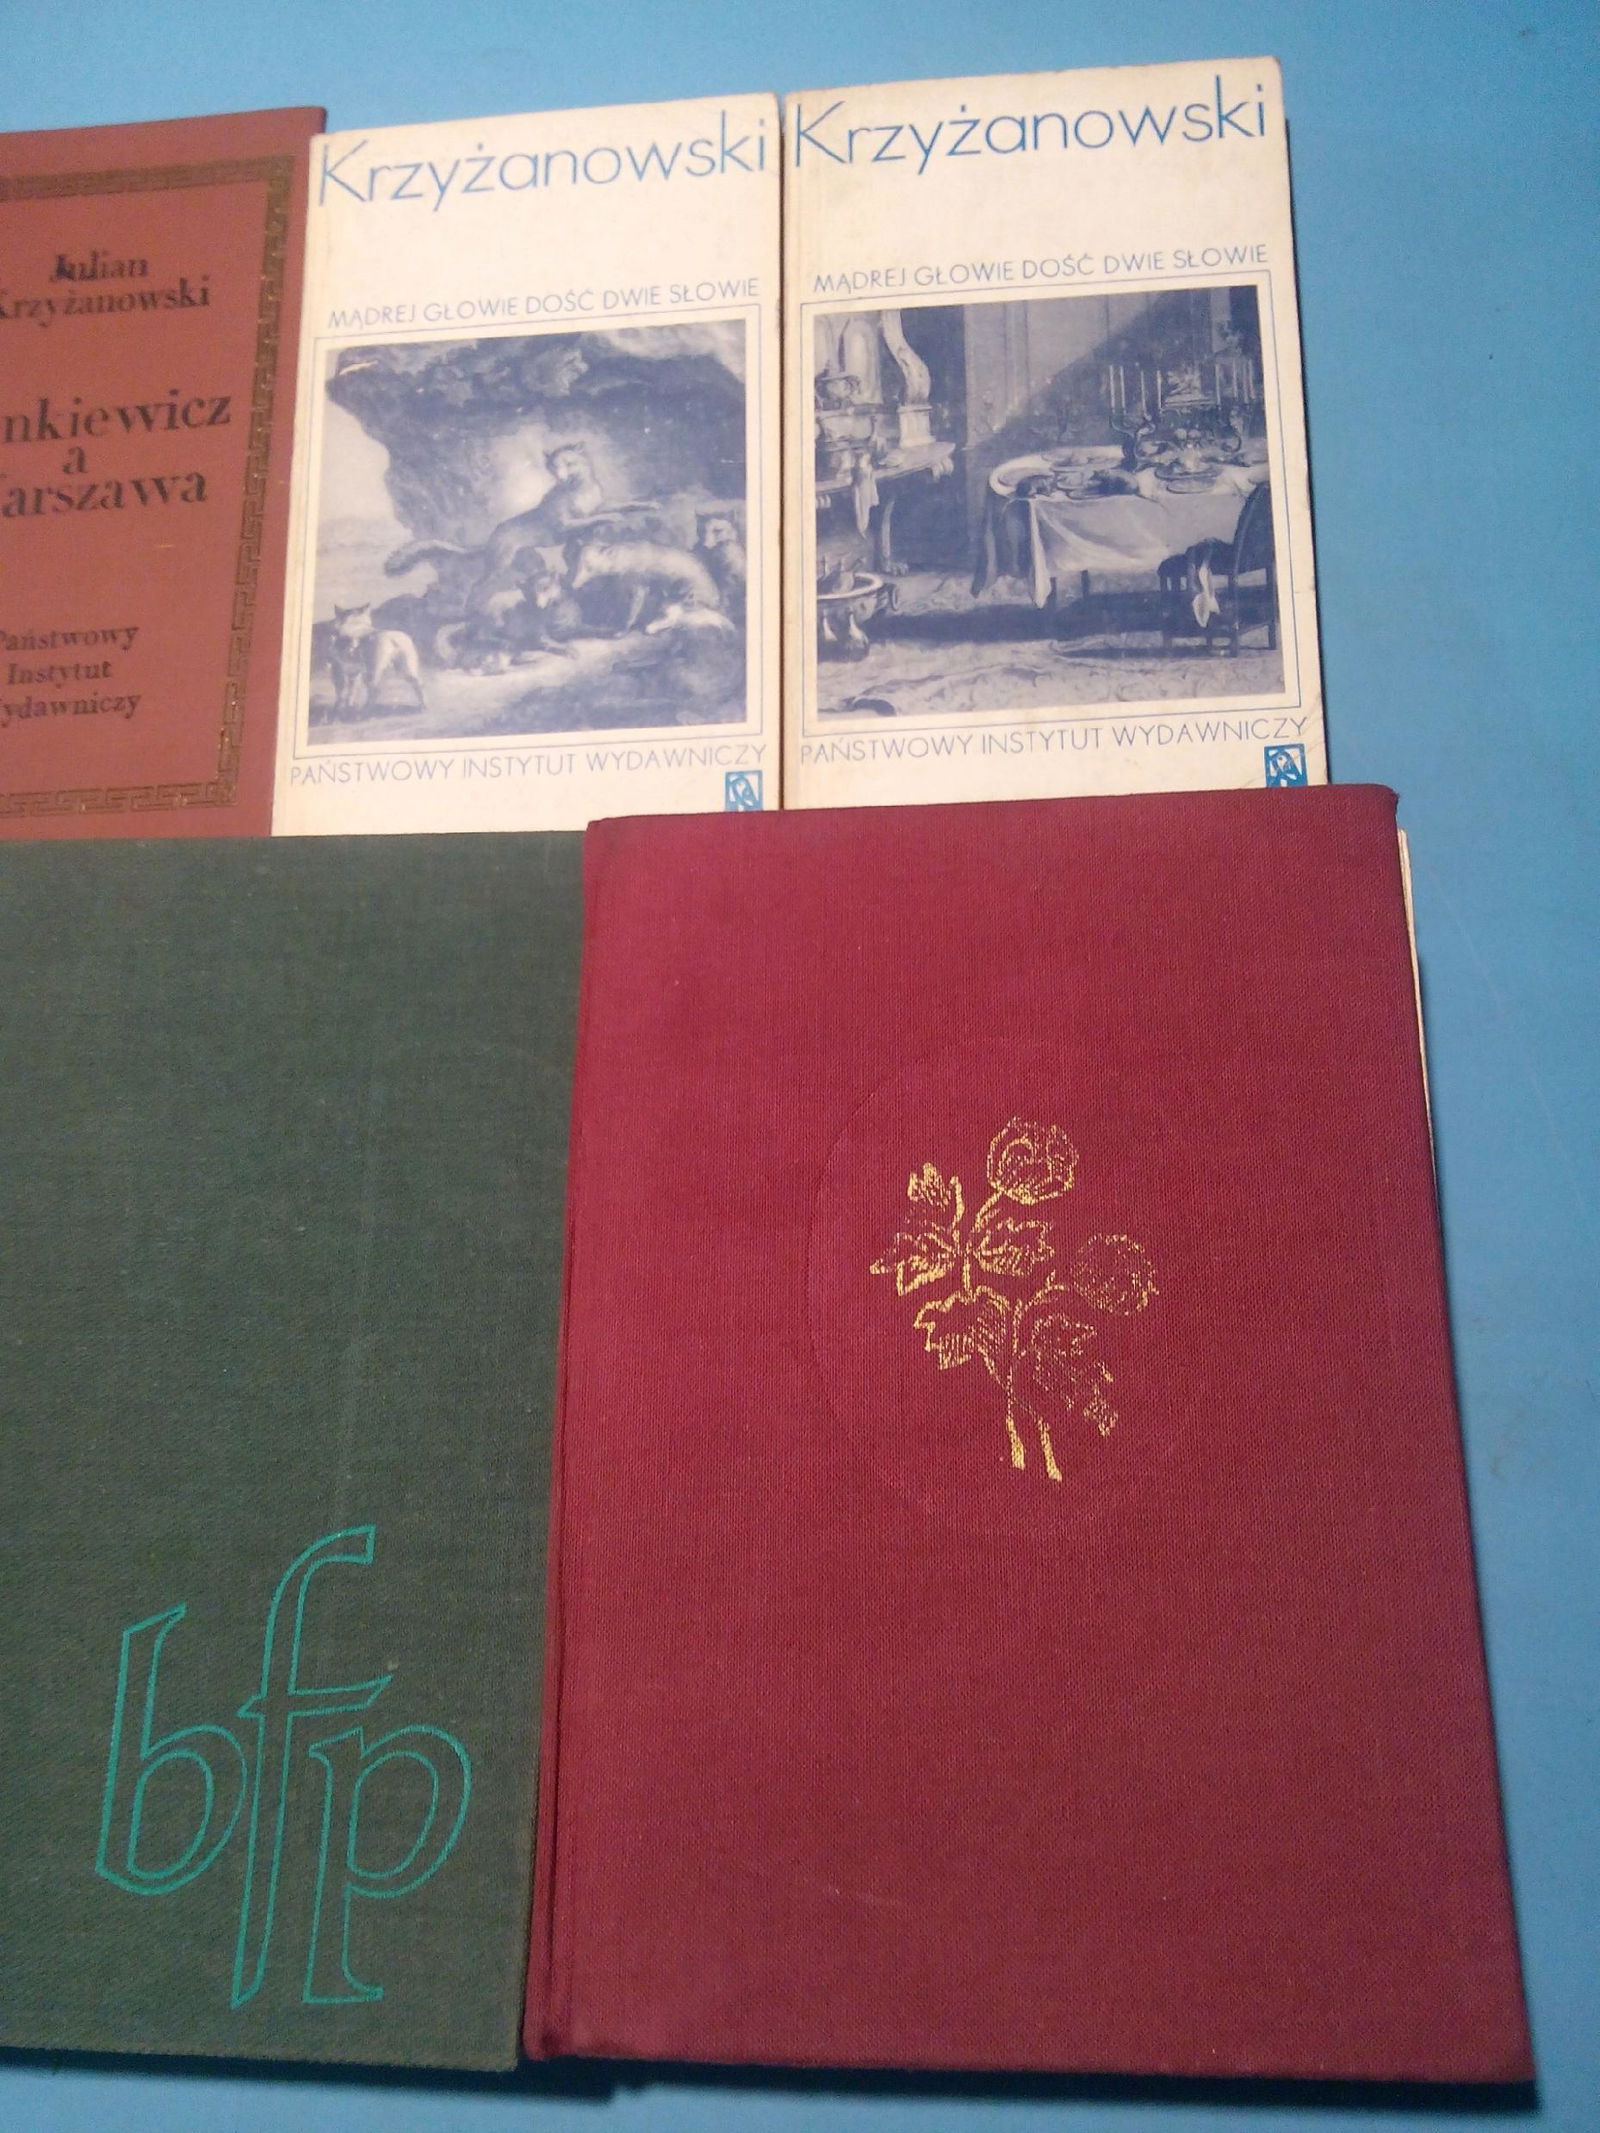 Julian
Krzyżanowski
nkiewicz
a
arszawa
Państwowy
Instytut
ydawniczy
Krzyżanowski
MĄDREJ GŁOWIE DOŚĆ DWIE SŁOWIE
PAŃSTWOWY INSTYTUT WYDAWNICZY
Krzyżanowski
MĄDREJ GŁOWIE DOŚĆ DWIE SŁOWIE
PAŃSTWOWY INSTYTUT WYDAWNICZY
bfp